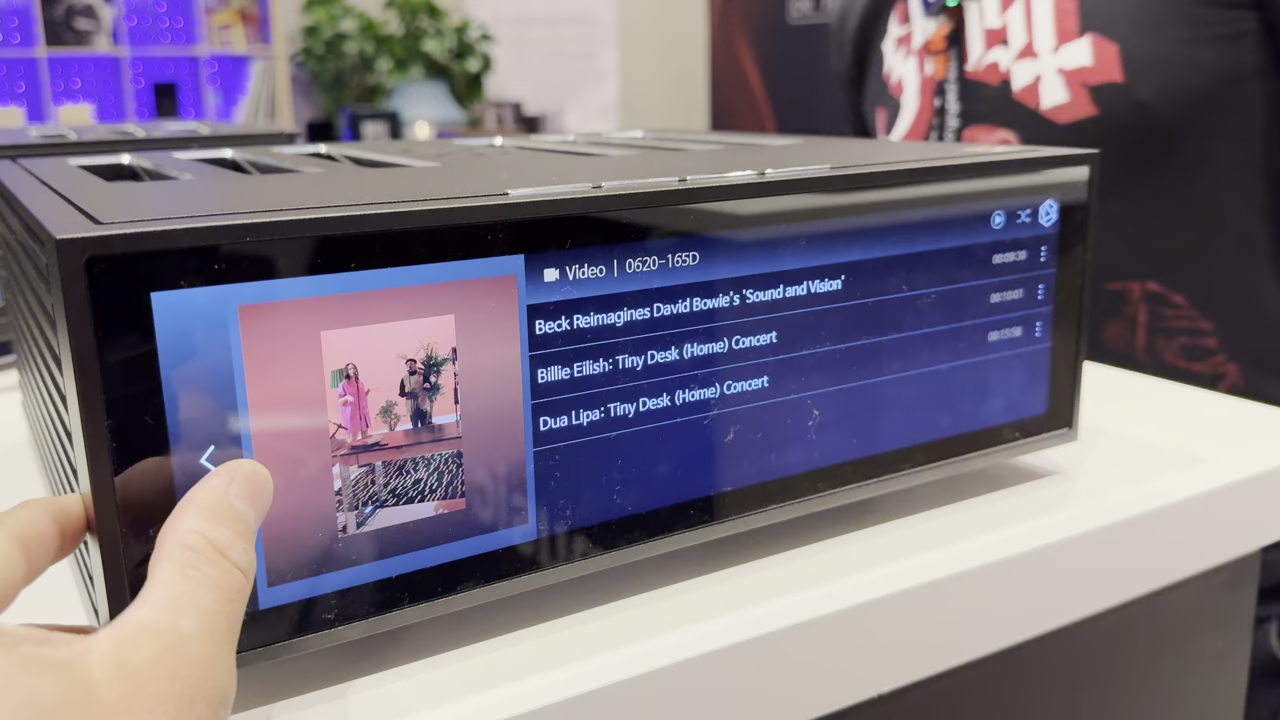 Video | 0620-165D
Beck Reimagines David Bowie's 'Sound and Vision'
00:09:30
Billie Eilish: Tiny Desk (Home) Concert
00:10:01
Dua Lipa: Tiny Desk (Home) Concert
00:15:58